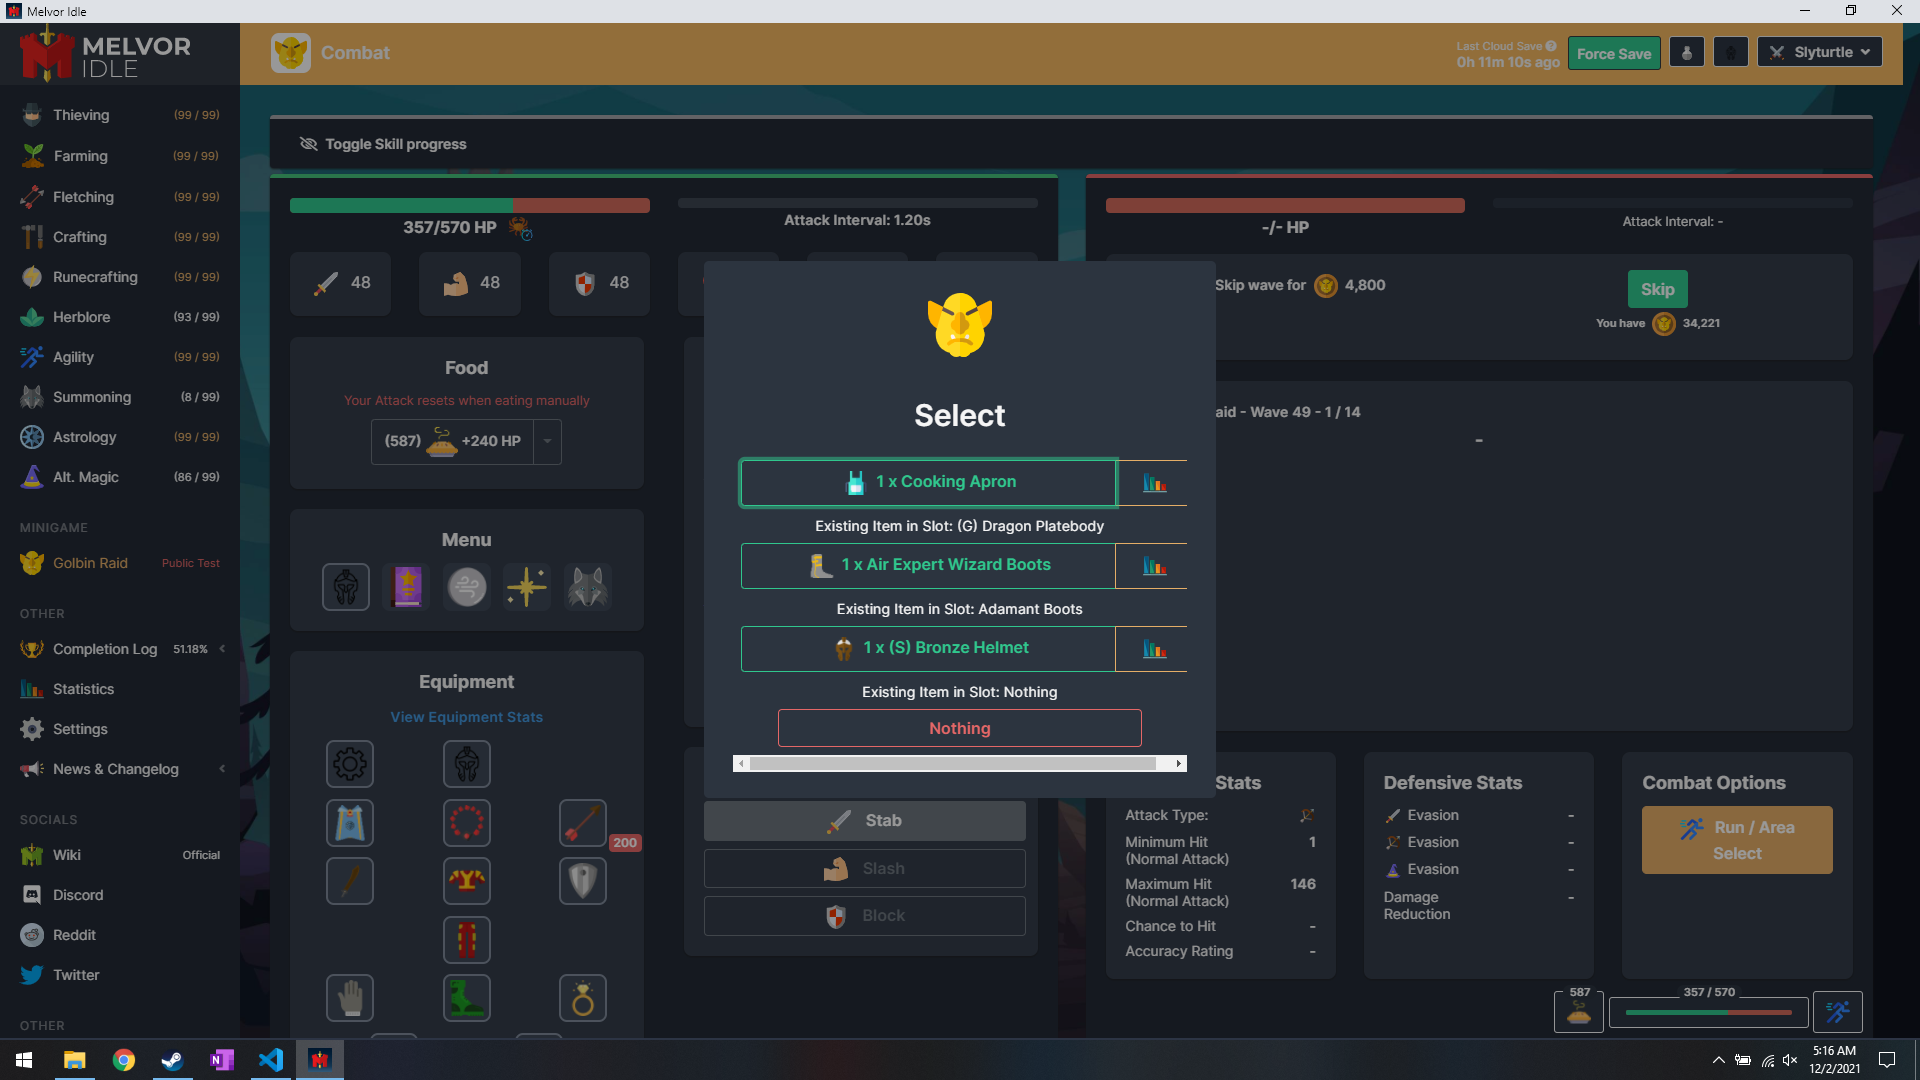 Melvor Idle
MELVOR
IDLE
Combat
Last Cloud Save
0h 11m 10s ago
Force Save
Slyturtle
Thieving (99 / 99)
Farming (99 / 99)
Fletching (99 / 99)
Crafting (99 / 99)
Runecrafting (99 / 99)
Herblore (93 / 99)
Agility (99 / 99)
Summoning (8 / 99)
Astrology (99 / 99)
Alt. Magic (86 / 99)
MINIGAME
Golbin Raid Public Test
OTHER
Completion Log 51.18%
Statistics
Settings
News & Changelog
SOCIALS
Wiki Official
Discord
Reddit
Twitter
OTHER
Toggle Skill progress
357/570 HP
Attack Interval: 1.20s
48
48
48
Food
Your Attack resets when eating manually
(587) +240 HP
Menu
Equipment
View Equipment Stats
200
Select
1 x Cooking Apron
Existing Item in Slot: (G) Dragon Platebody
1 x Air Expert Wizard Boots
Existing Item in Slot: Adamant Boots
1 x (S) Bronze Helmet
Existing Item in Slot: Nothing
Nothing
Stab
Slash
Block
-/- HP
Attack Interval: -
Skip wave for 4,800
Skip
You have 34,221
aid - Wave 49 - 1 / 14
-
Stats
Attack Type:
Minimum Hit 1
(Normal Attack)
Maximum Hit 146
(Normal Attack)
Chance to Hit -
Accuracy Rating -
Defensive Stats
Evasion -
Evasion -
Evasion -
Damage -
Reduction
Combat Options
Run / Area
Select
587
357 / 570
5:16 AM
12/2/2021